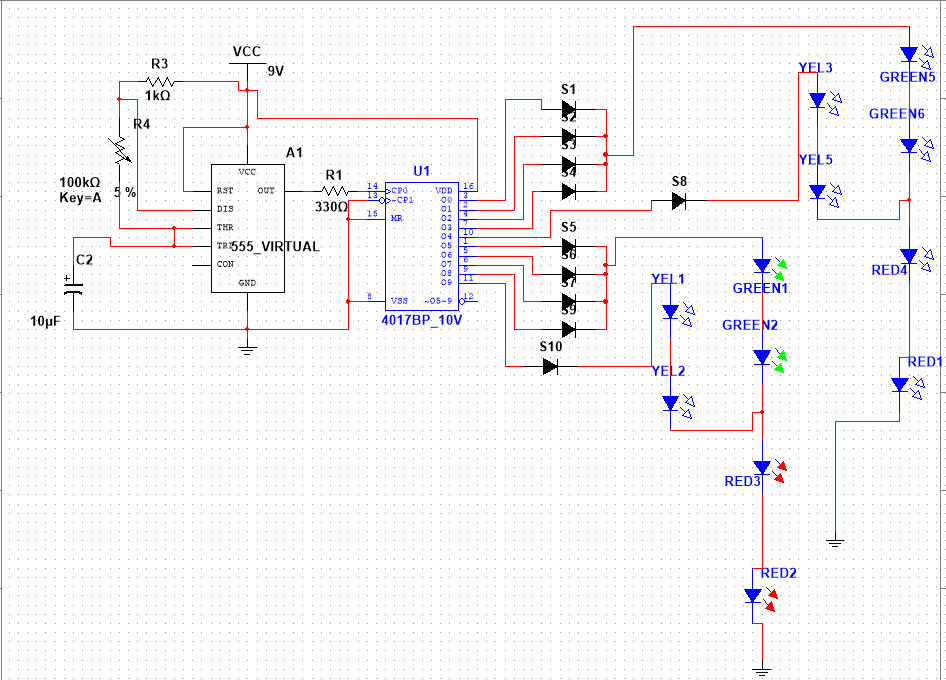 VCC
9V
R3
1kΩ
R4
100kΩ
Key=A
5 %
A1
VCC
RST
OUT
DIS
THR
TRI
CON
GND
555_VIRTUAL
C2
10µF
R1
330Ω
U1
14
13
15
8
CP0
~CP1
MR
VSS
VDD
O0
O1
O2
O3
O4
O5
O6
O7
O8
O9
~O5-9
16
3
2
4
7
10
1
5
6
9
11
12
4017BP_10V
S1
S2
S3
S4
S8
S5
S6
S7
S9
S10
YEL3
YEL5
GREEN5
GREEN6
RED4
RED1
YEL1
YEL2
GREEN1
GREEN2
RED3
RED2